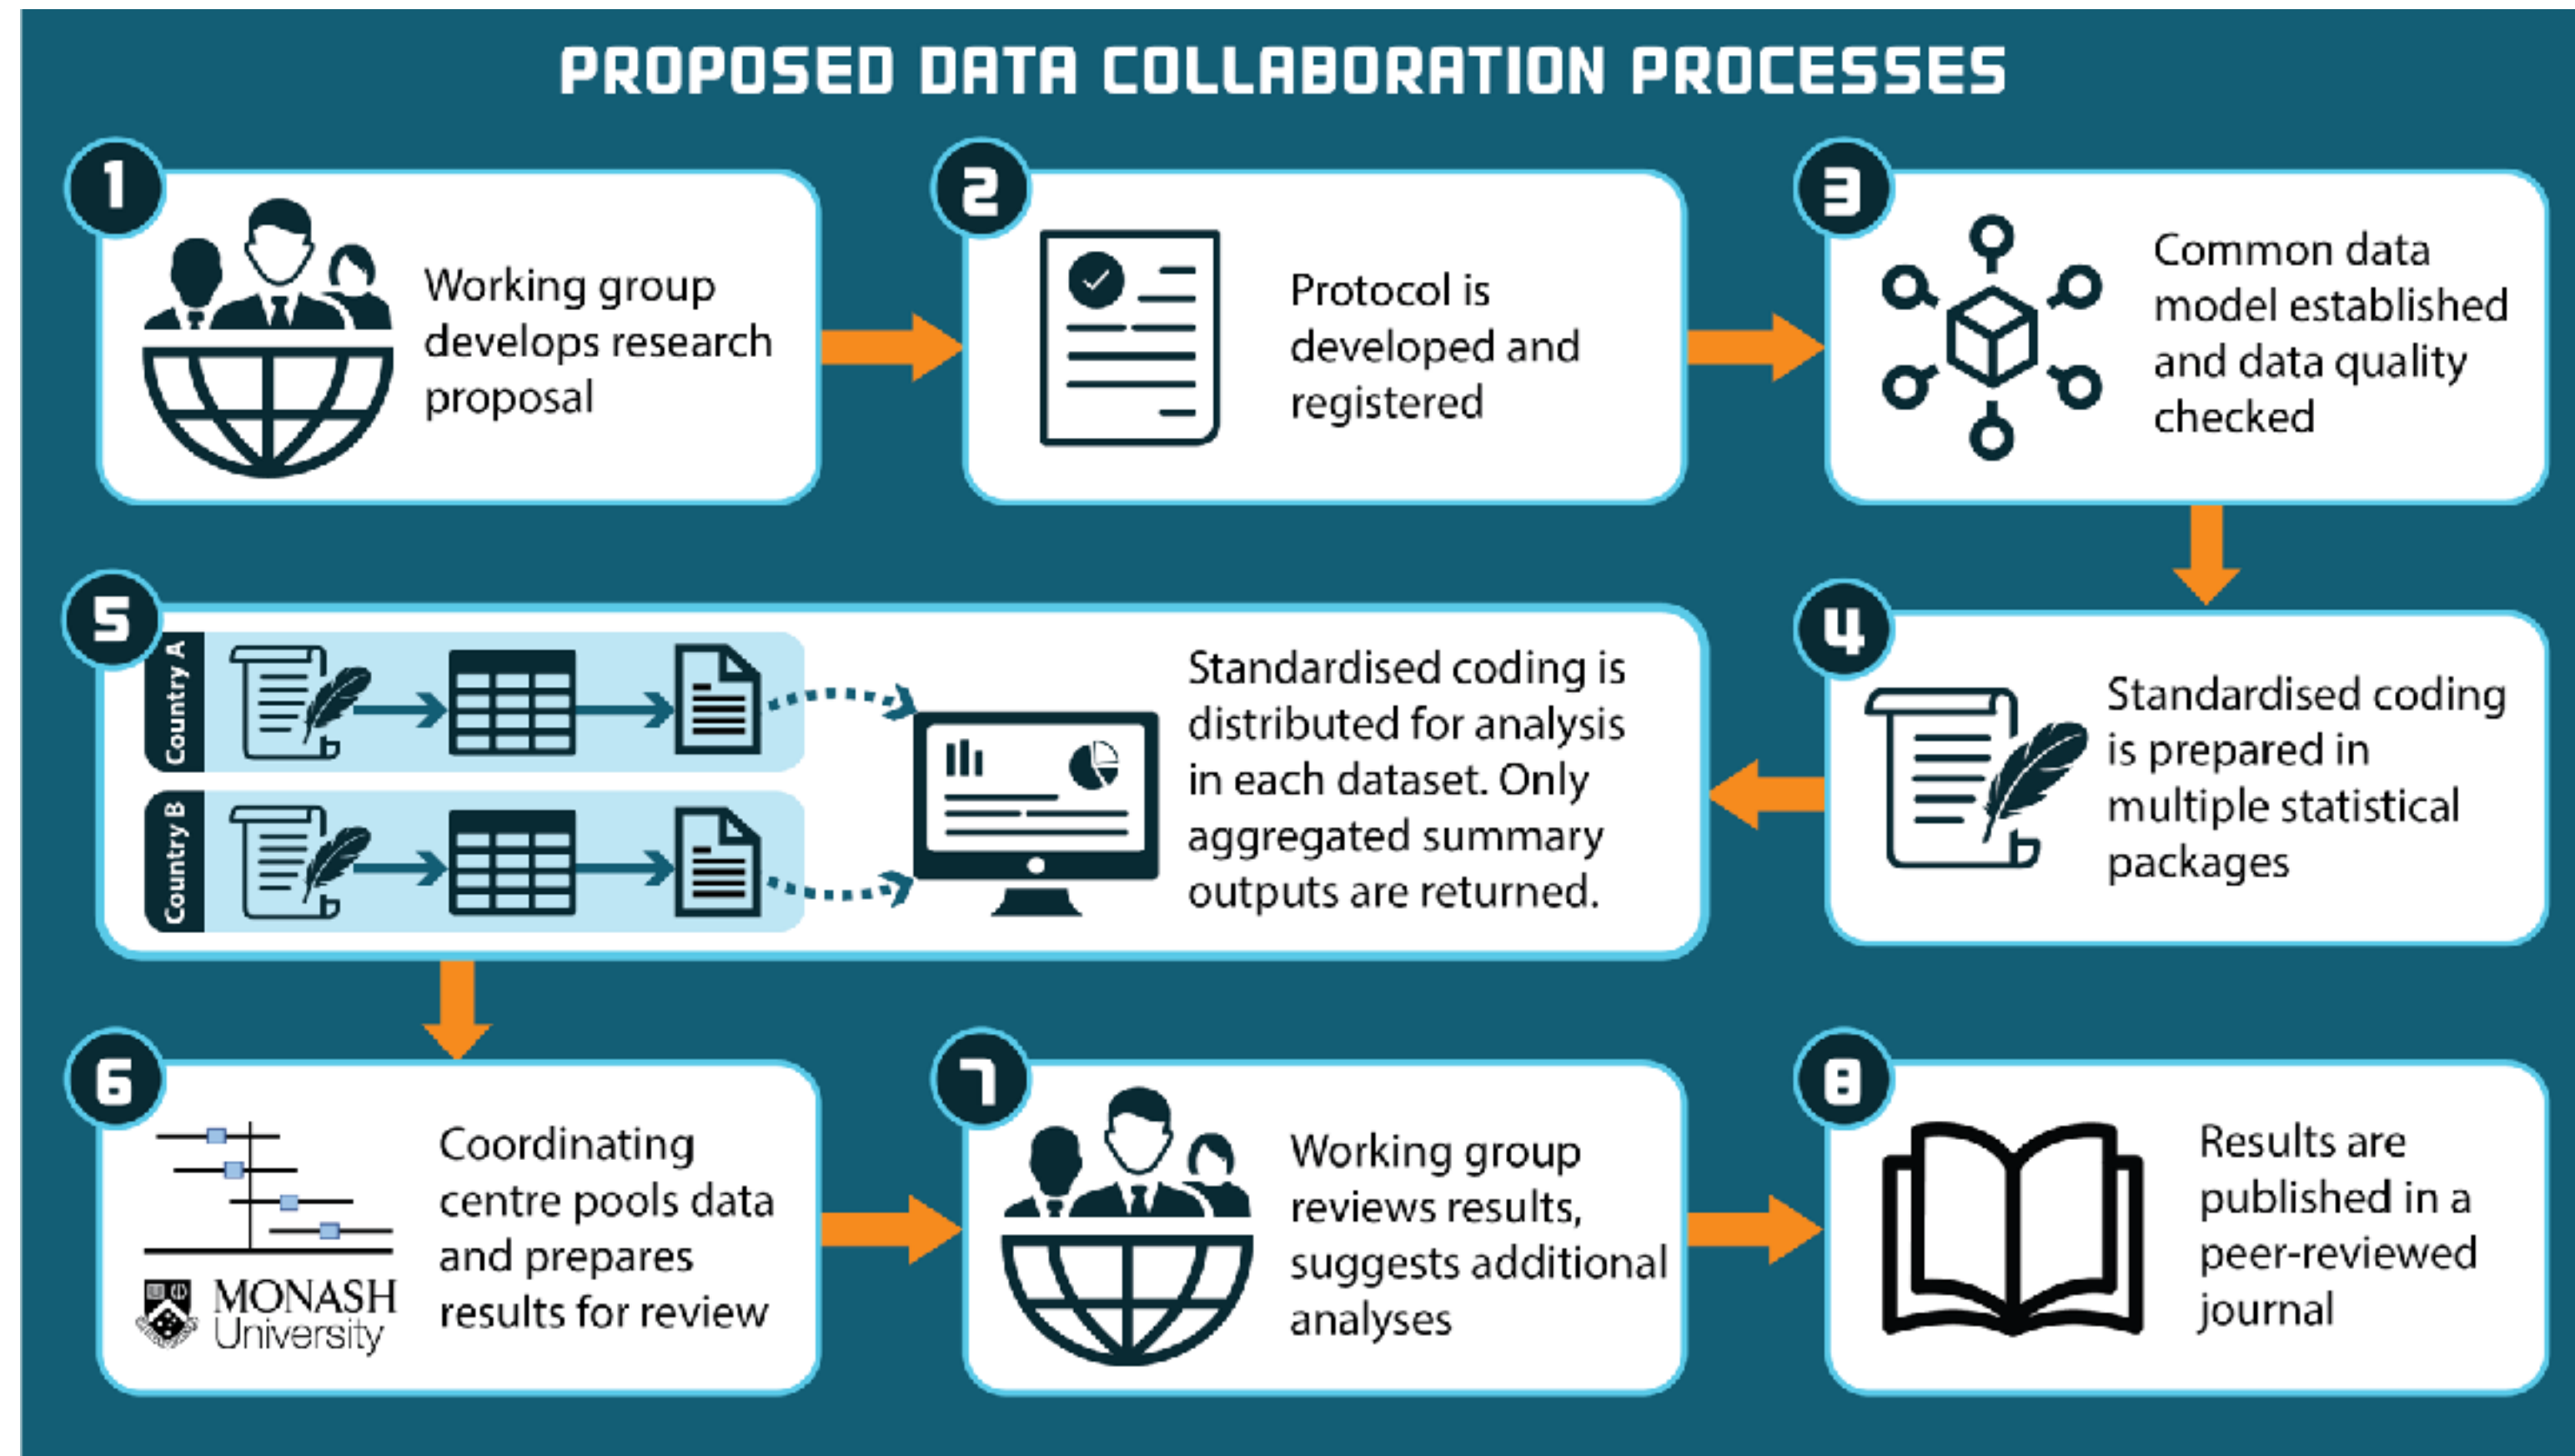 PROPOSED DATA COLLABORATION PROCESSES
1
Working group
develops research
proposal
2
Protocol is
developed and
registered
3
Common data
model established
and data quality
checked
4
Standardised coding
is prepared in
multiple statistical
packages
5
Country A
Country B
Standardised coding is
distributed for analysis
in each dataset. Only
aggregated summary
outputs are returned.
6
MONASH
University
Coordinating
centre pools data
and prepares
results for review
7
Working group
reviews results,
suggests additional
analyses
8
Results are
published in a
peer-reviewed
journal